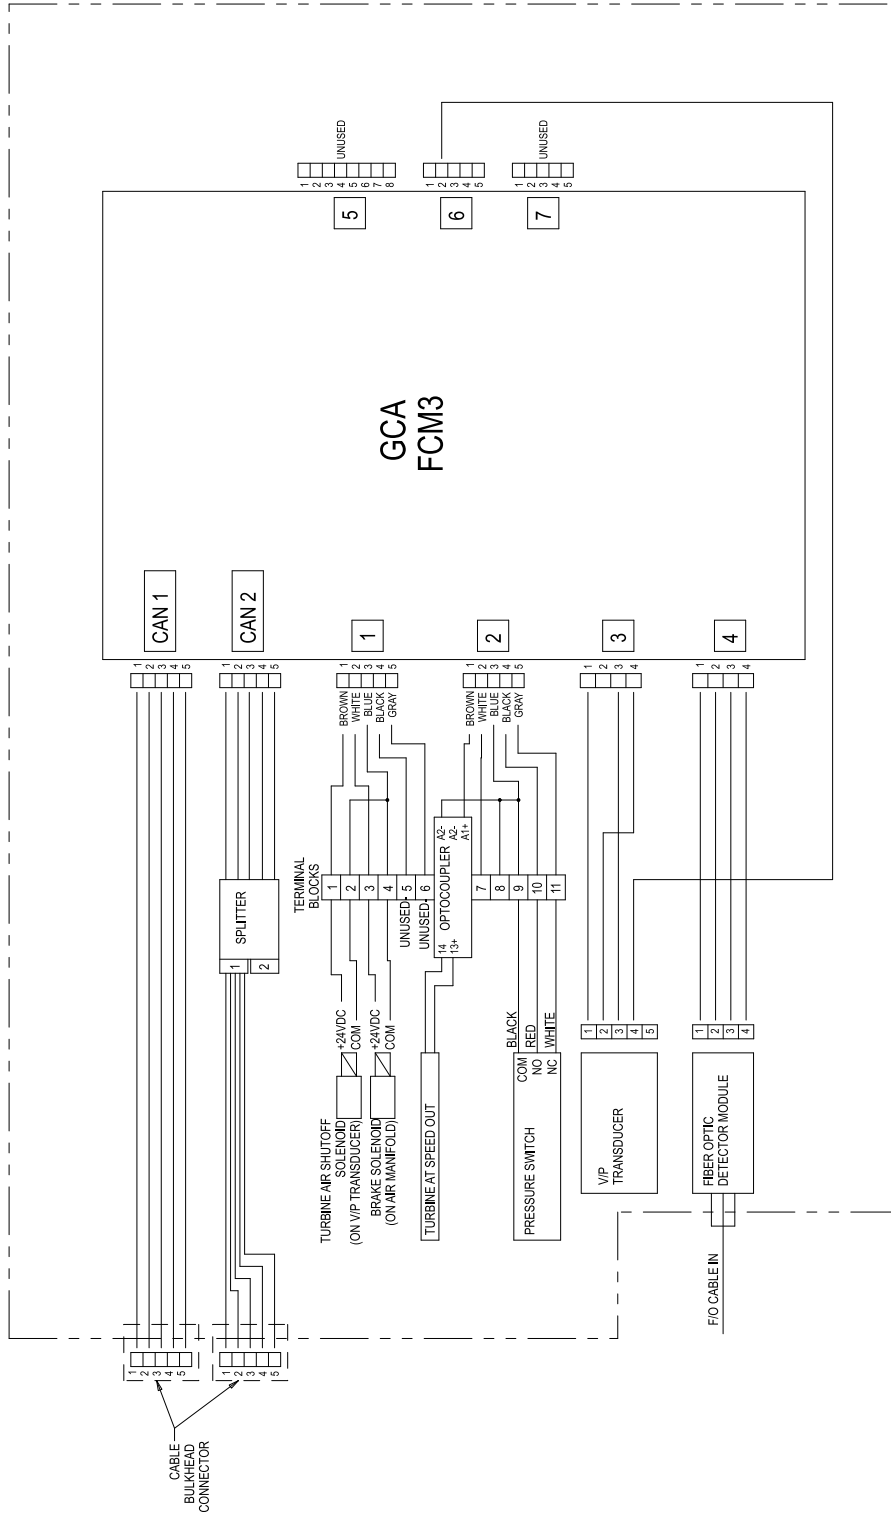 CABLE
BULKHEAD
CONNECTOR
1
2
3
4
5
1
2
3
4
5
SPLITTER
1
2
1
2
3
4
5
CAN 1
1
2
3
4
5
CAN 2
GCA
FCM3
TURBINE AIR SHUTOFF
SOLENOID
(ON V/P TRANSDUCER)
+24VDC
COM
BRAKE SOLENOID
(ON AIR MANIFOLD)
+24VDC
COM
UNUSED
UNUSED
TERMINAL
BLOCKS
1
2
3
4
5
6
BROWN
WHITE
BLUE
BLACK
GRAY
1
2
3
4
5
1
TURBINE AT SPEED OUT
14
13+
OPTOCOUPLER
A2-
A2-
A1+
7
8
9
10
11
BROWN
WHITE
BLUE
BLACK
GRAY
1
2
3
4
5
2
PRESSURE SWITCH
COM
NO
NC
BLACK
RED
WHITE
V/P
TRANSDUCER
1
2
3
4
5
1
2
3
4
3
F/O CABLE IN
FIBER OPTIC
DETECTOR MODULE
1
2
3
4
1
2
3
4
4
5
1
2
3
4
5
6
7
8
UNUSED
6
1
2
3
4
5
7
1
2
3
4
5
UNUSED